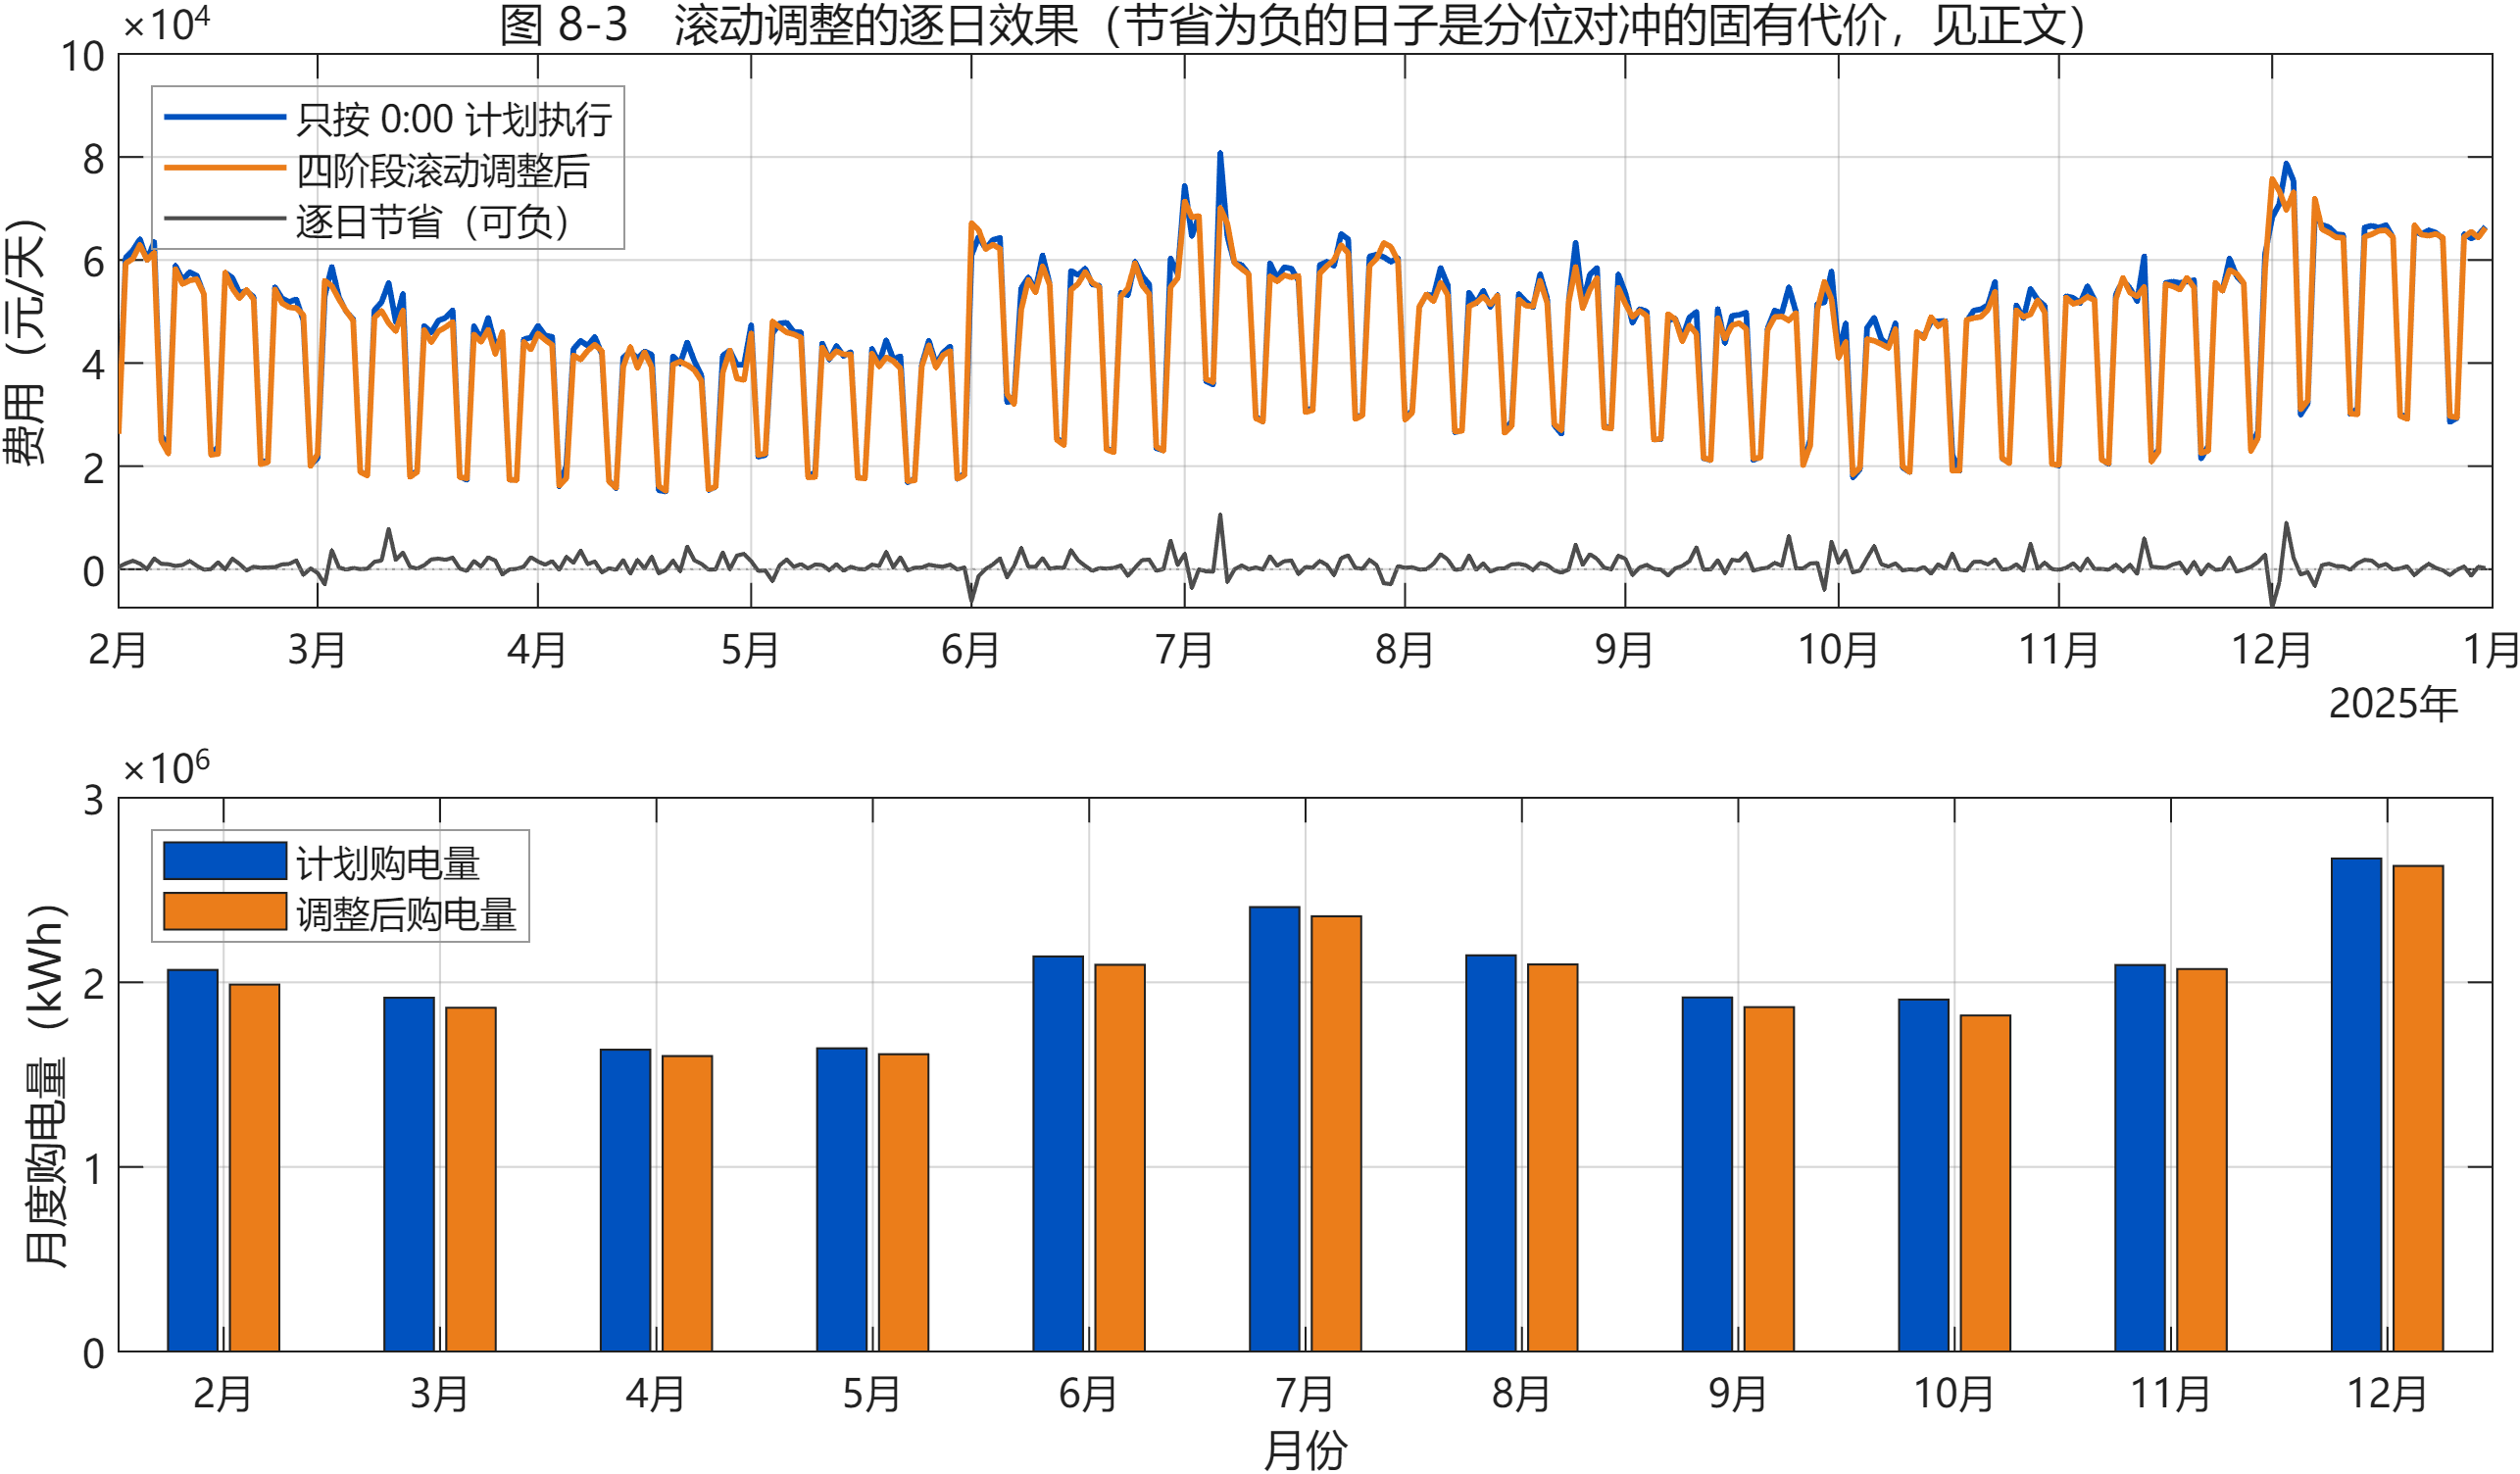 图 8-3　滚动调整的逐日效果（节省为负的日子是分位对冲的固有代价，见正文）
×10⁴
10
8
6
4
2
0
费用（元/天）
只按 0:00 计划执行
四阶段滚动调整后
逐日节省（可负）
2月 3月 4月 5月 6月 7月 8月 9月 10月 11月 12月 1月
2025年
×10⁶
3
2
1
0
月度购电量（kWh）
计划购电量
调整后购电量
2月 3月 4月 5月 6月 7月 8月 9月 10月 11月 12月
月份